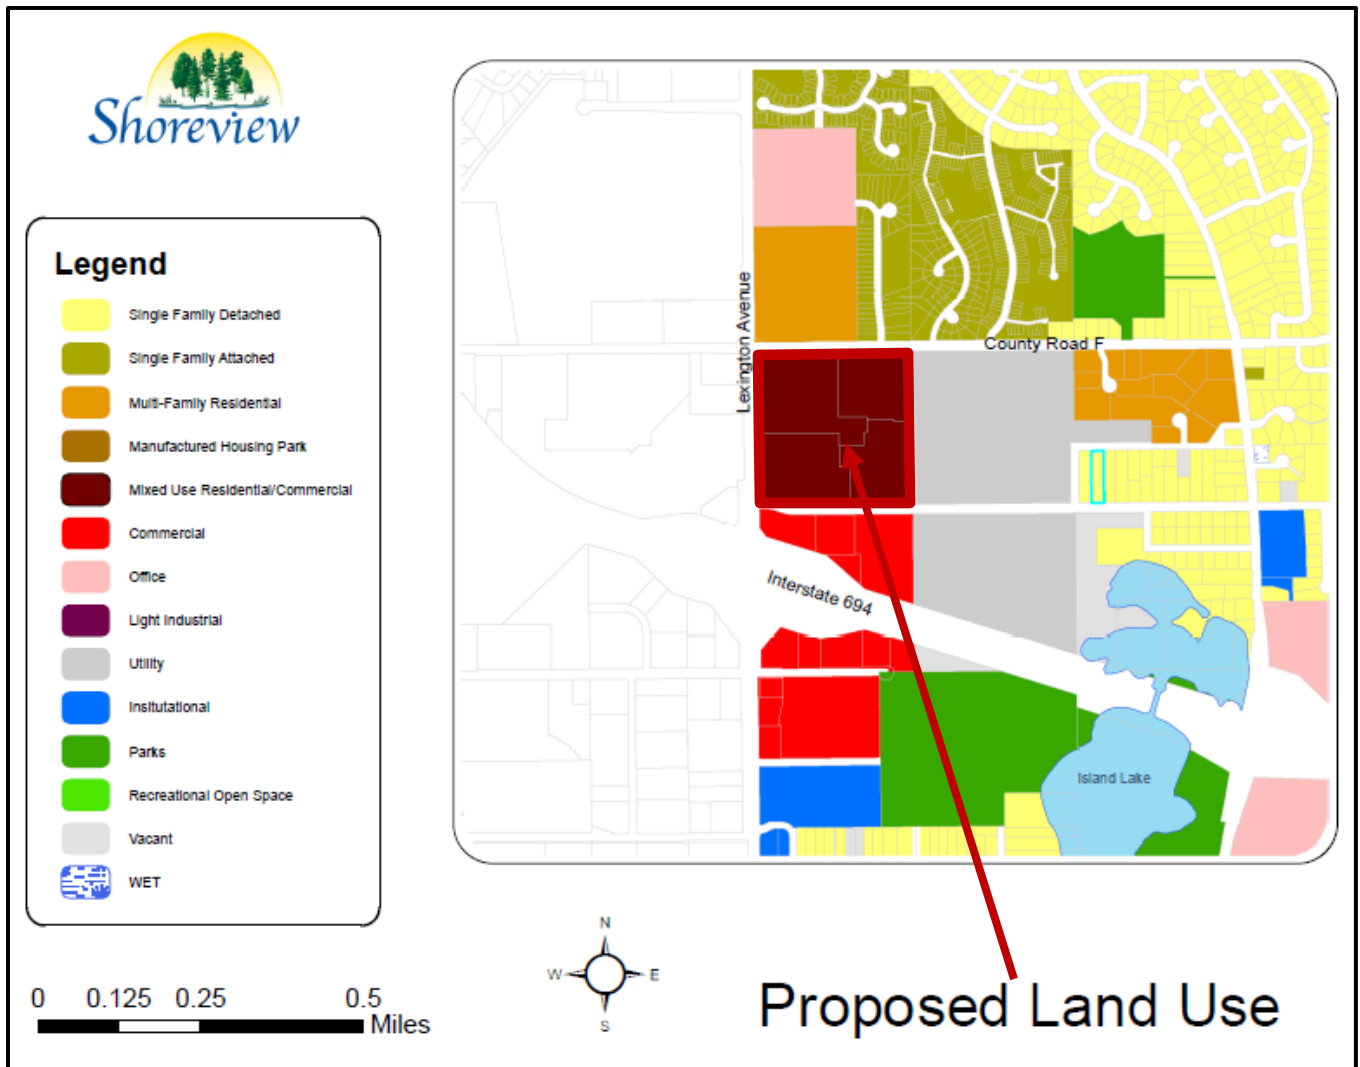 Shoreview
Legend
Single Family Detached
Single Family Attached
Multi-Family Residential
Manufactured Housing Park
Mixed Use Residential/Commercial
Commercial
Office
Light Industrial
Utility
Insitutational
Parks
Recreational Open Space
Vacant
WET
Lexington Avenue
County Road F
Interstate 694
Island Lake
0 0.125 0.25 0.5
Miles
N
W E
S
Proposed Land Use